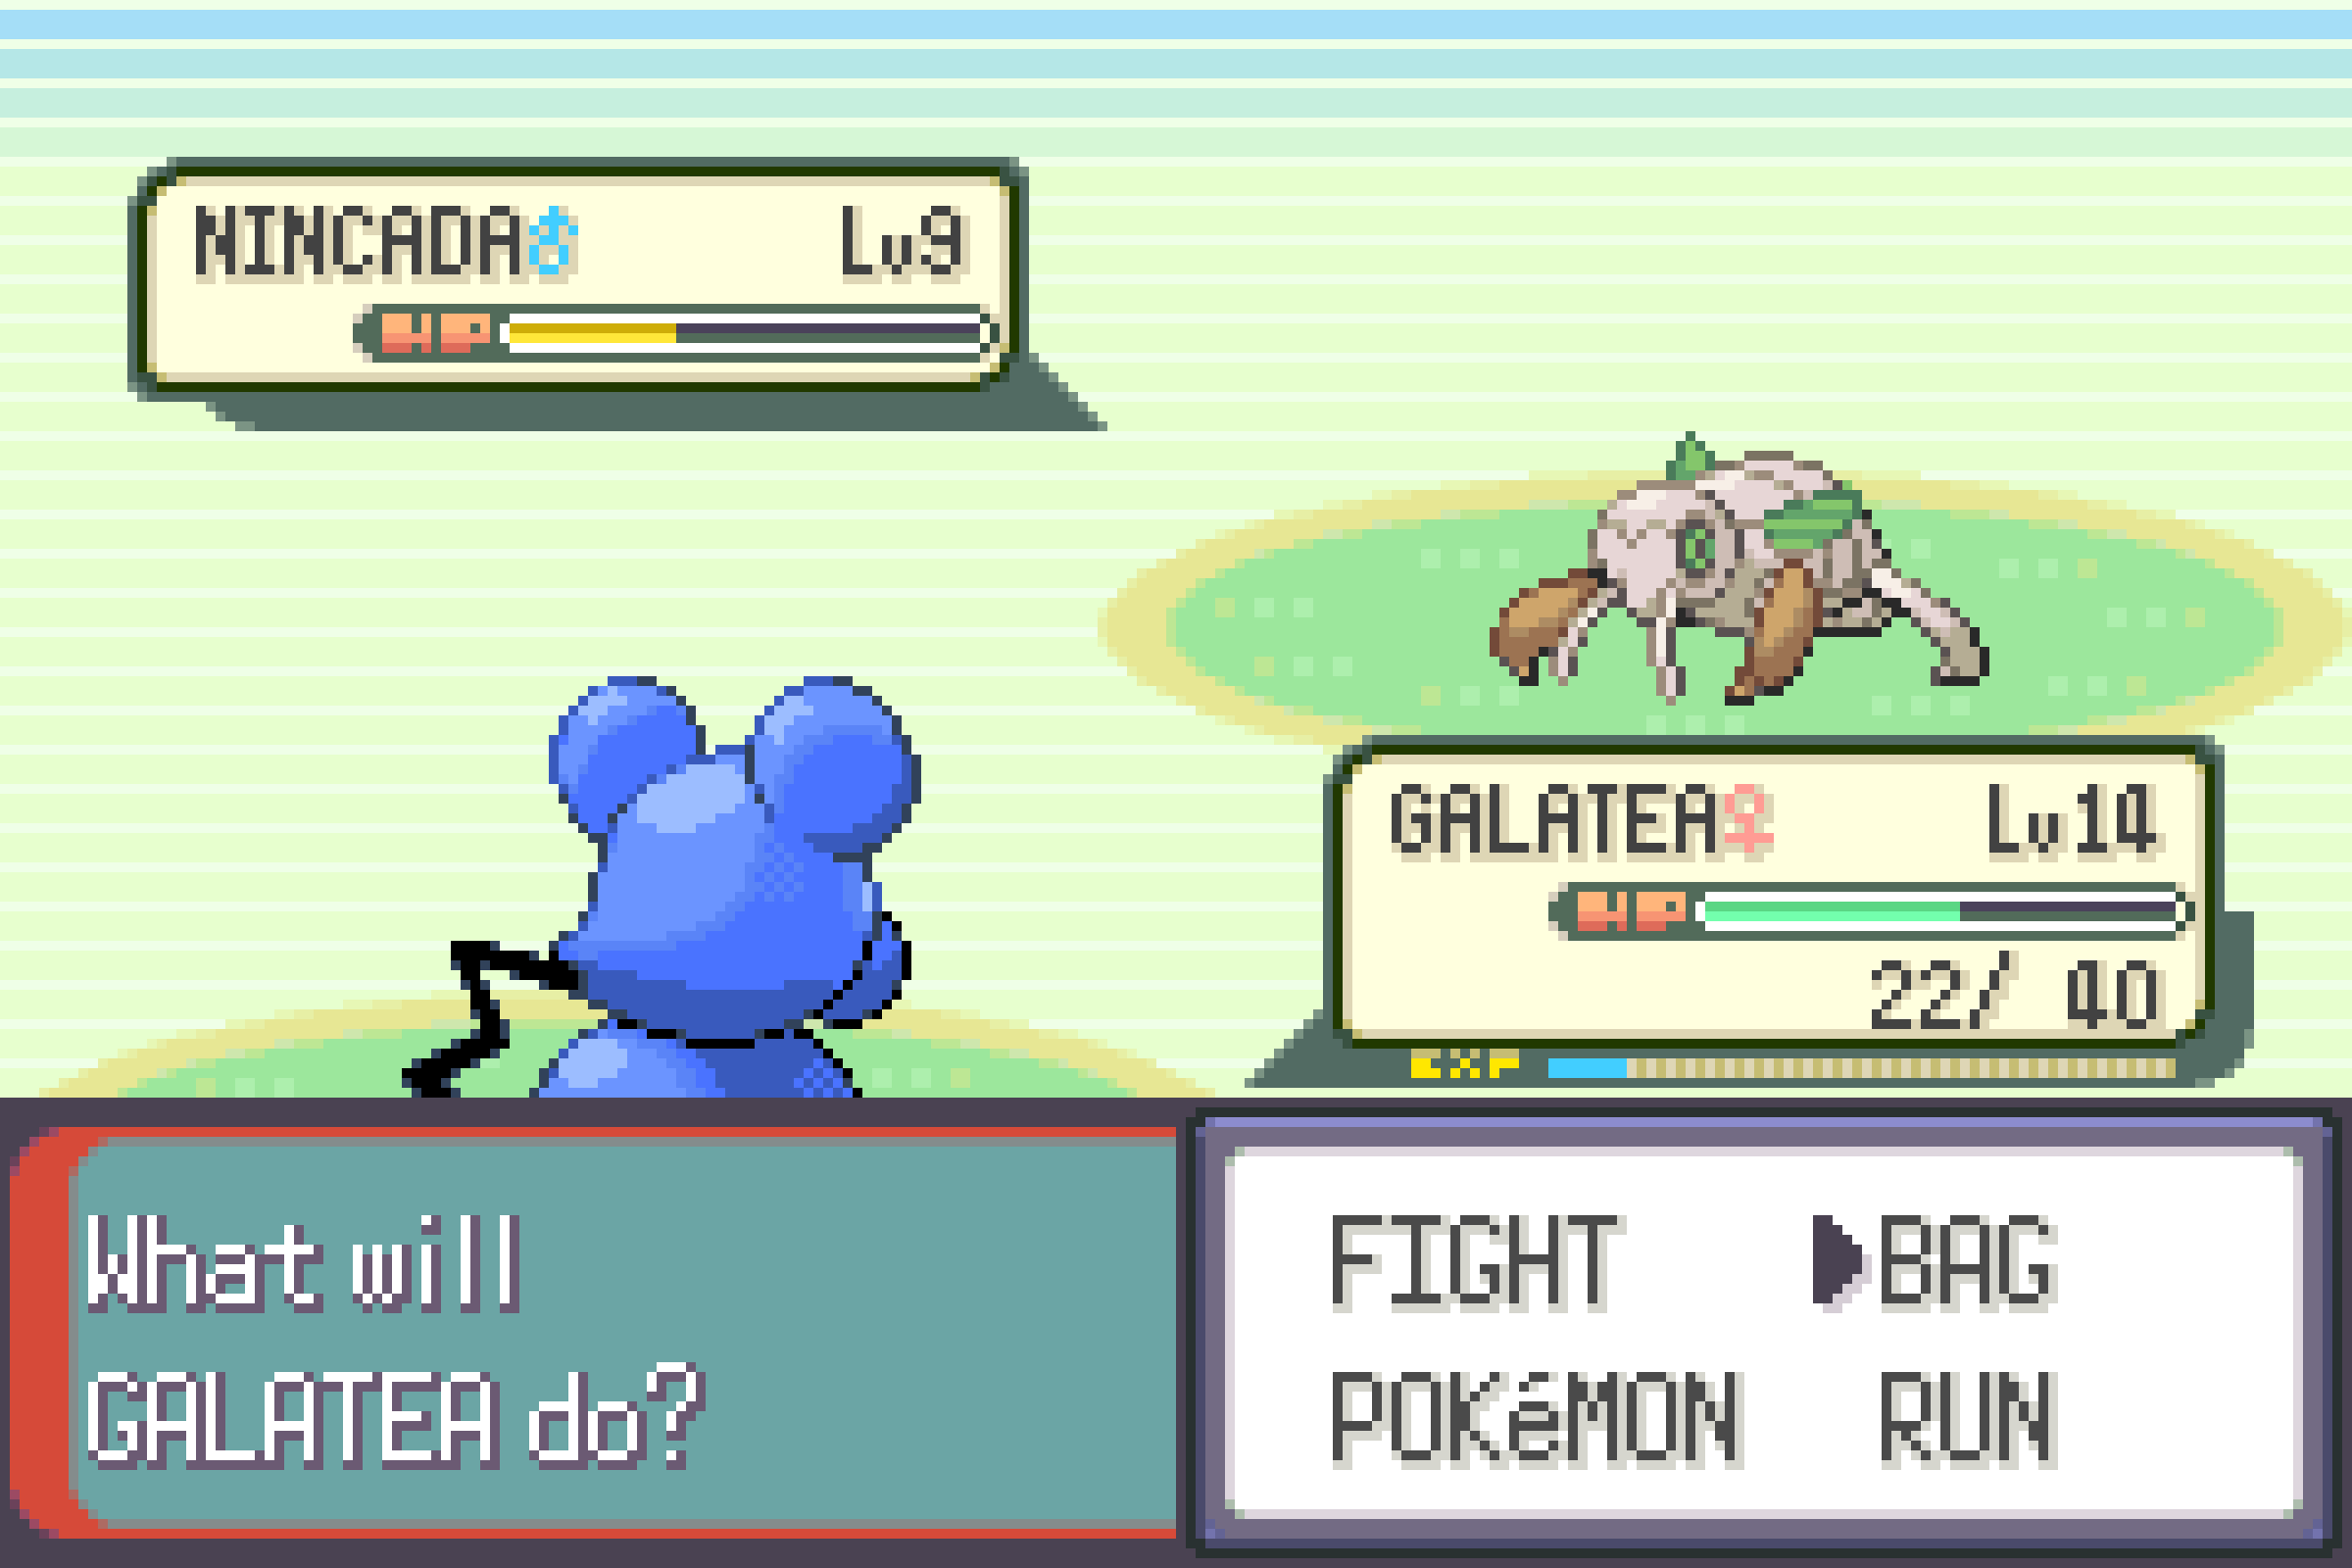 NINCADA♂ Lv9
HP
GALATEA♀ Lv14
HP
22/ 40
EXP
What will
GALATEA do?
FIGHT ▶BAG
POKéMON RUN